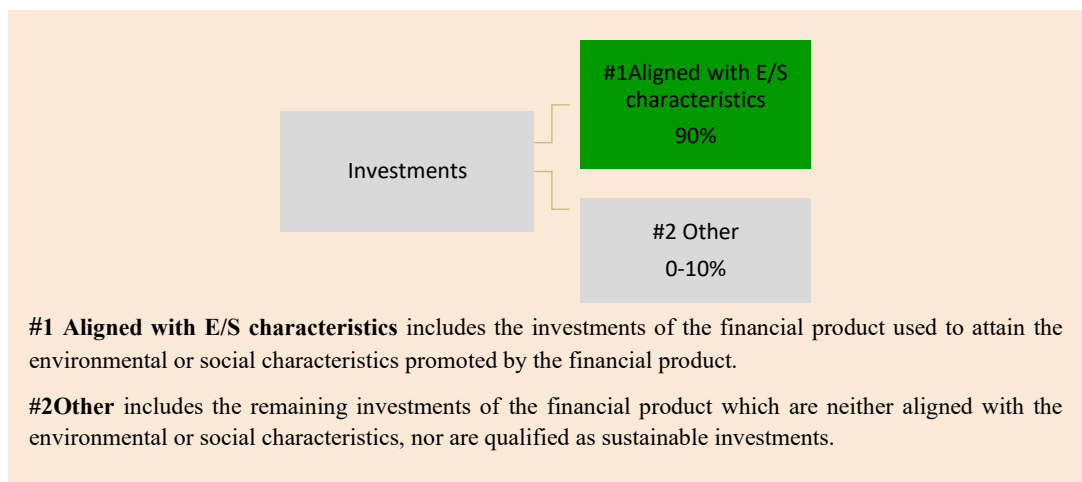 #1Aligned with E/S
characteristics
90%
Investments
#2 Other
0-10%
#1 Aligned with E/S characteristics includes the investments of the financial product used to attain the
environmental or social characteristics promoted by the financial product.
#2Other includes the remaining investments of the financial product which are neither aligned with the
environmental or social characteristics, nor are qualified as sustainable investments.